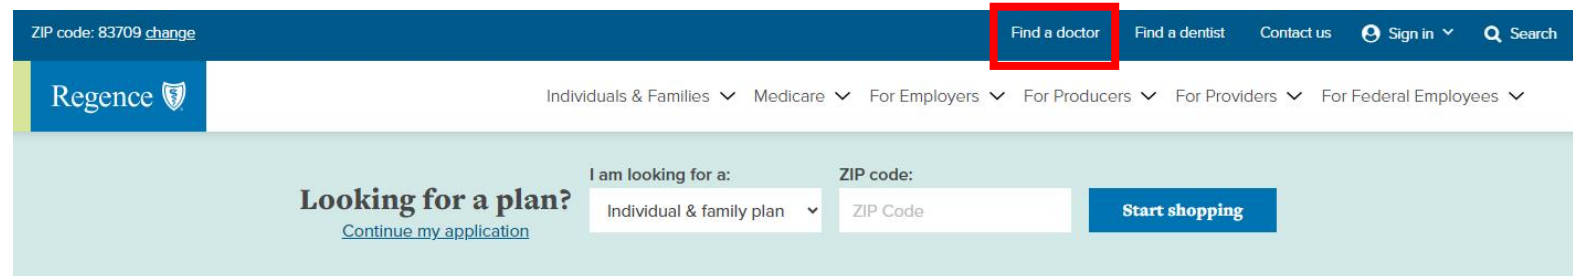 ZIP code: 83709 change Find a doctor Find a dentist Contact us Sign in Search
Regence Individuals & Families Medicare For Employers For Producers For Providers For Federal Employees
I am looking for a: ZIP code:
Looking for a plan? Individual & family plan ZIP Code Start shopping
Continue my application